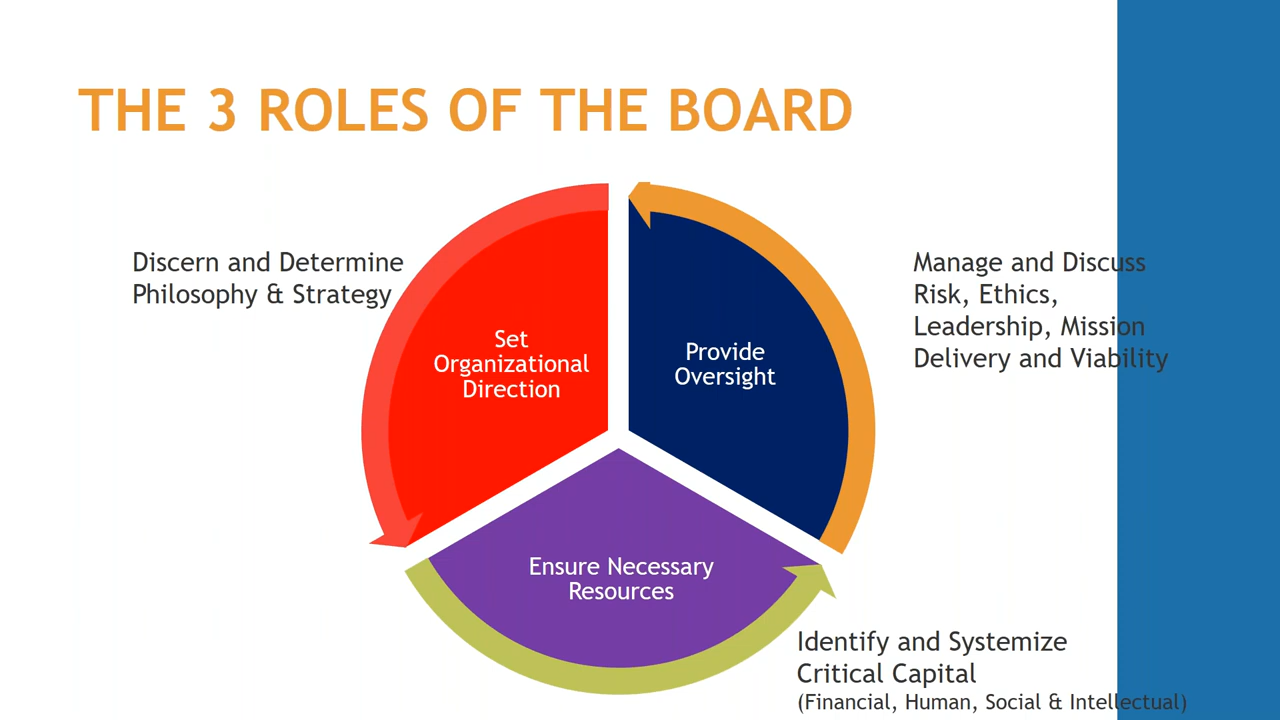 THE 3 ROLES OF THE BOARD
Discern and Determine
Philosophy & Strategy
Set
Organizational
Direction
Provide
Oversight
Manage and Discuss
Risk, Ethics,
Leadership, Mission
Delivery and Viability
Ensure Necessary
Resources
Identify and Systemize
Critical Capital
(Financial, Human, Social & Intellectual)